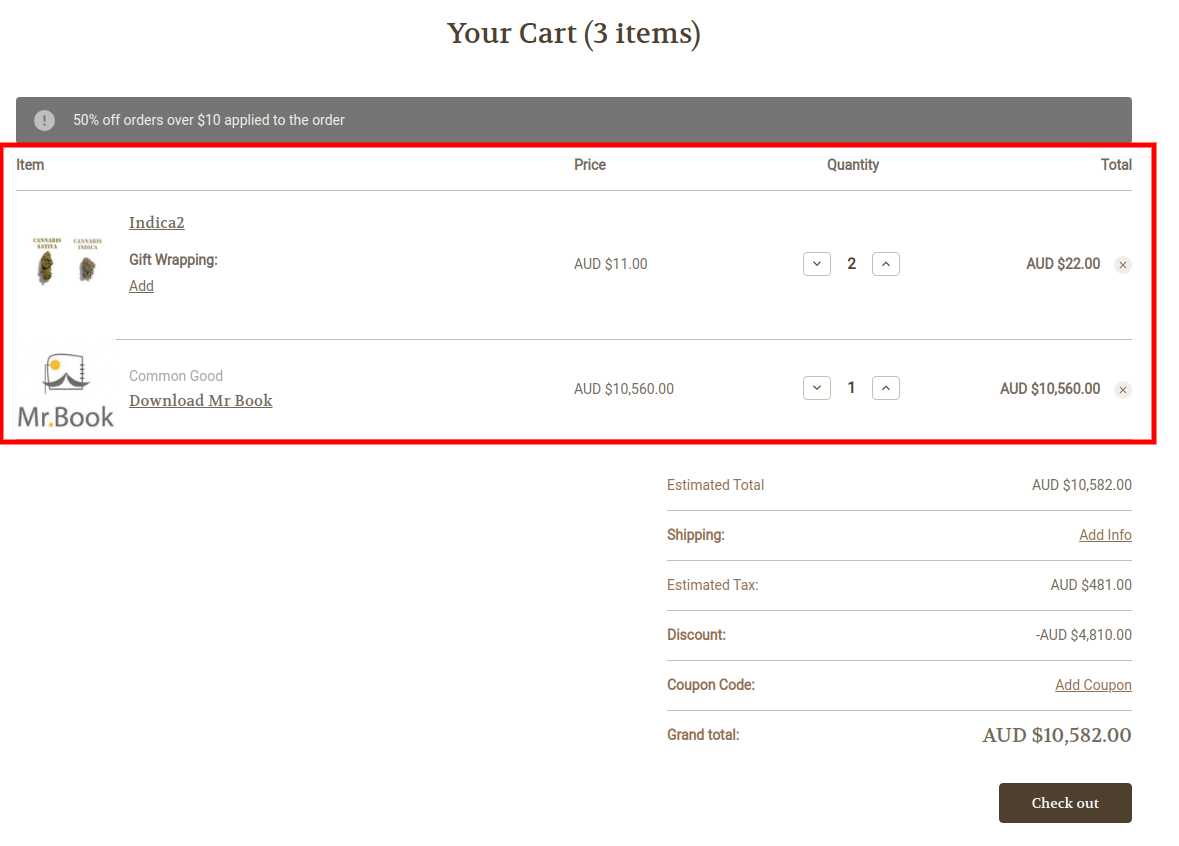 Your Cart (3 items)
50% off orders over $10 applied to the order
Item Price Quantity Total
Indica2
CANNABIS SATIVA CANNABIS INDICA
Gift Wrapping:
AUD $11.00 2 AUD $22.00
Add
Common Good
Download Mr Book
AUD $10,560.00 1 AUD $10,560.00
Mr.Book
Estimated Total AUD $10,582.00
Shipping: Add Info
Estimated Tax: AUD $481.00
Discount: -AUD $4,810.00
Coupon Code: Add Coupon
Grand total: AUD $10,582.00
Check out